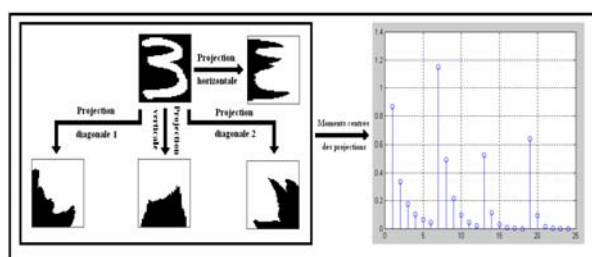 3
Projection
horizontale
Projection
diagonale 1
Projection
verticale
Projection
diagonale 2
Moments centrés
des projections
1.4
1.2
1
0.8
0.6
0.4
0.2
0
0 5 10 15 20 25